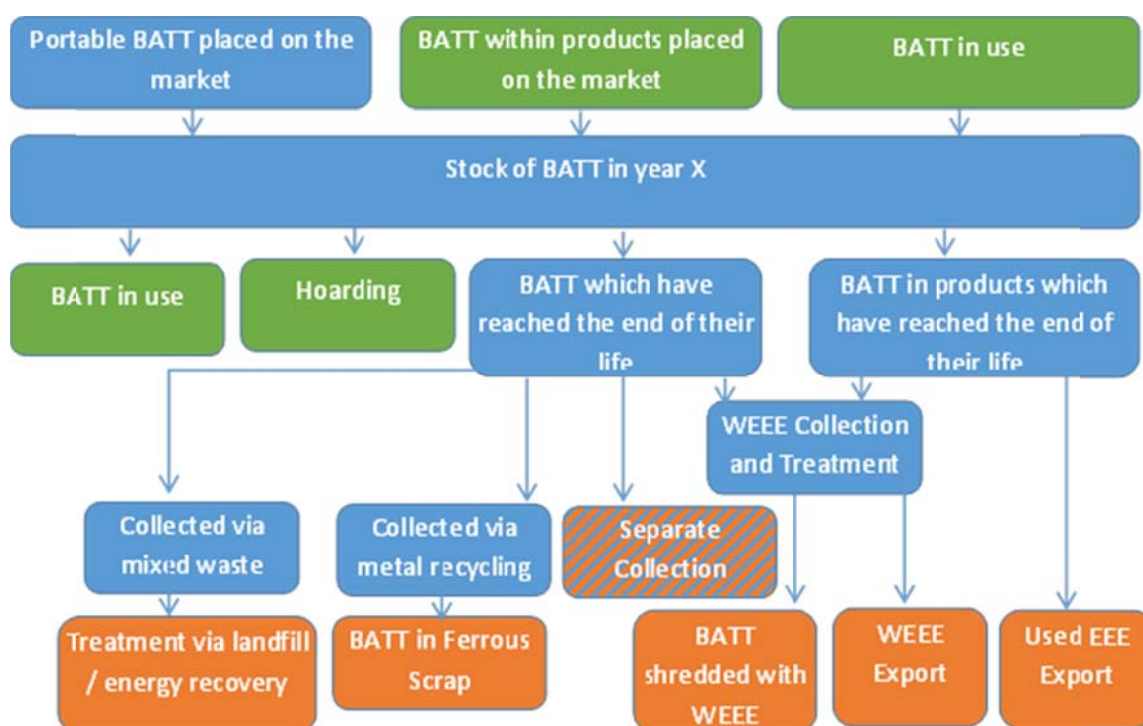 Portable BATT placed on the
market
BATT within products placed
on the market
BATT in use
Stock of BATT in year X
BATT in use
Hoarding
BATT which have
reached the end of their
life
BATT in products which
have reached the end of
their life
WEEE Collection
and Treatment
Collected via
mixed waste
Collected via
metal recycling
Separate
Collection
Treatment via landfill
/ energy recovery
BATT in Ferrous
Scrap
BATT
shredded with
WEEE
WEEE
Export
Used EEE
Export